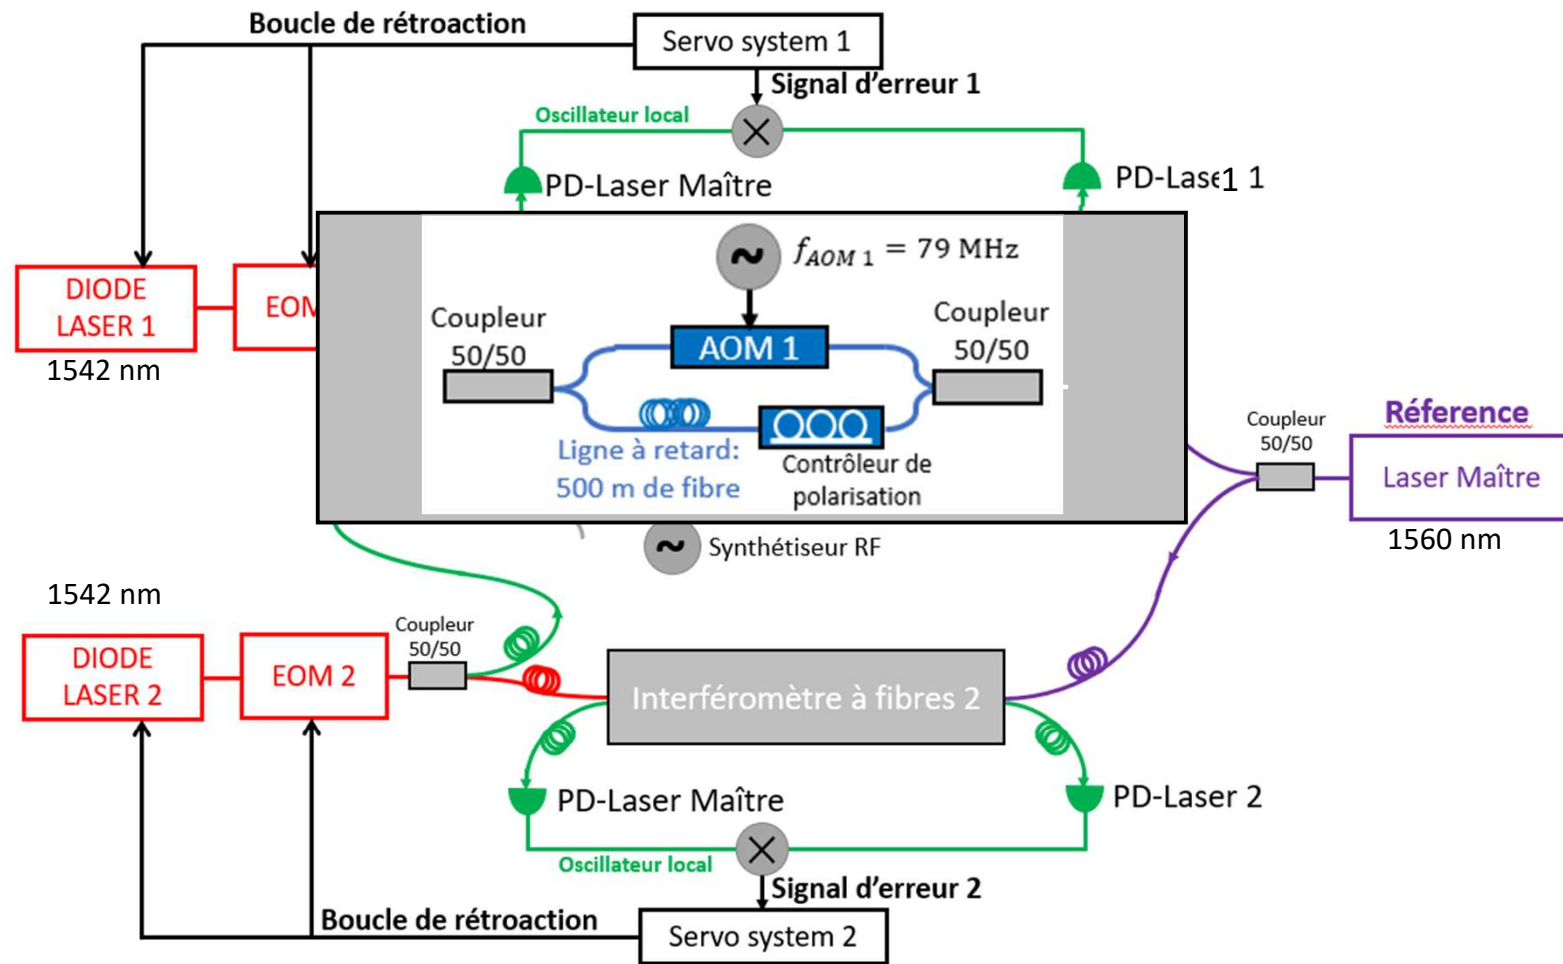 Boucle de rétroaction
Servo system 1
Signal d’erreur 1
Oscillateur local
PD-Laser Maître
PD-Lase1 1
DIODE
LASER 1
EOM
1542 nm
~ f_AOM 1 = 79 MHz
Coupleur
50/50
AOM 1
Coupleur
50/50
Ligne à retard:
500 m de fibre
Contrôleur de
polarisation
Coupleur
50/50
Réference
Laser Maître
1560 nm
~ Synthétiseur RF
1542 nm
DIODE
LASER 2
EOM 2
Coupleur
50/50
Interféromètre à fibres 2
PD-Laser Maître
PD-Laser 2
Oscillateur local
Signal d’erreur 2
Boucle de rétroaction
Servo system 2